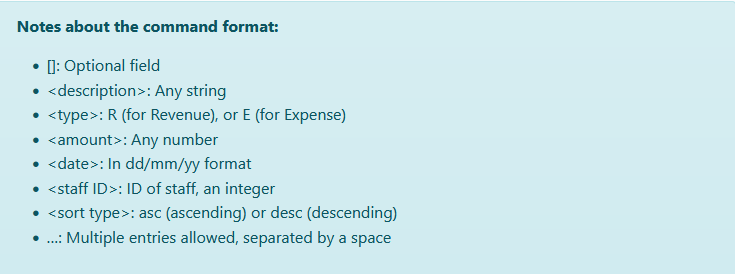 Notes about the command format:
• []: Optional field
• <description>: Any string
• <type>: R (for Revenue), or E (for Expense)
• <amount>: Any number
• <date>: In dd/mm/yy format
• <staff ID>: ID of staff, an integer
• <sort type>: asc (ascending) or desc (descending)
• ...: Multiple entries allowed, separated by a space